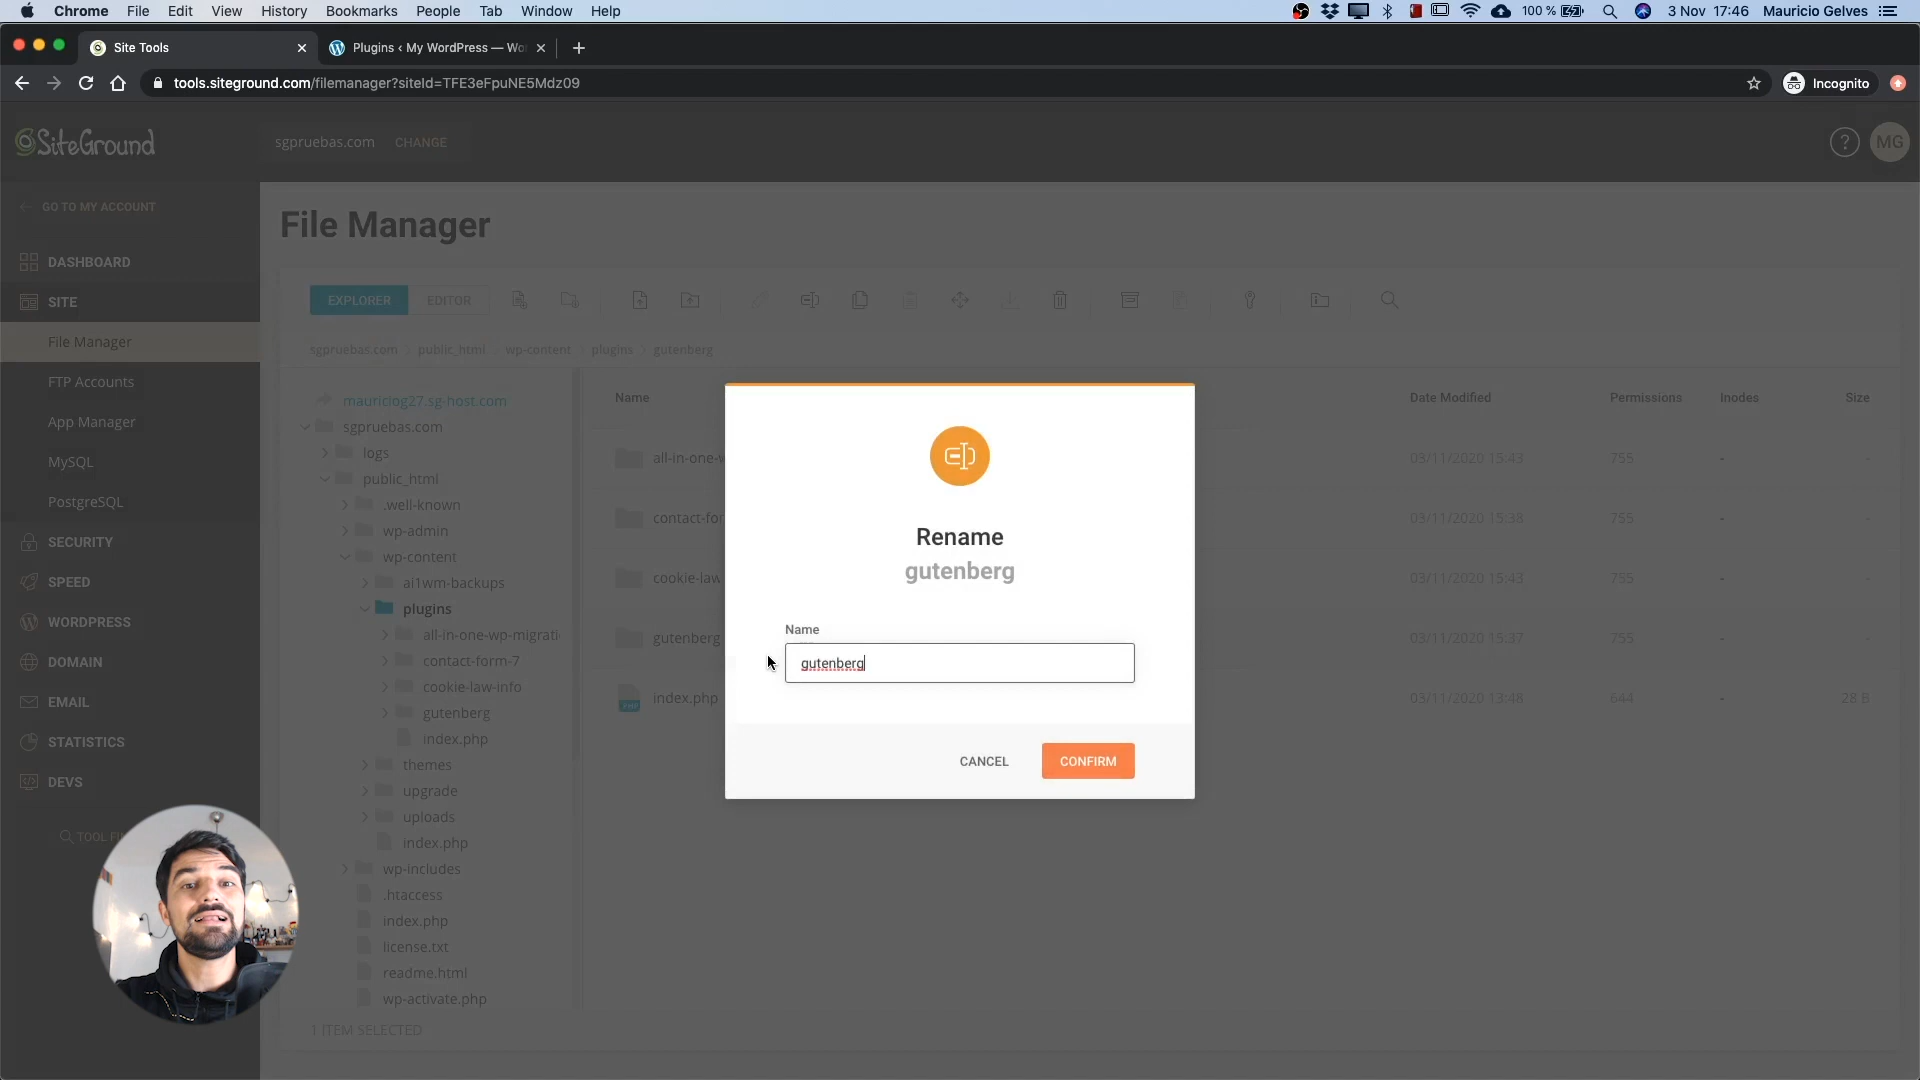 Chrome File Edit View History Bookmarks People Tab Window Help 100 % 3 Nov 17:46 Mauricio Gelves
Site Tools Plugins ‹ My WordPress — Wo
tools.siteground.com/filemanager?siteId=TFE3eFpuNE5Mdz09 Incognito
SiteGround sgpruebas.com CHANGE ? MG
GO TO MY ACCOUNT
File Manager
DASHBOARD
SITE
File Manager
FTP Accounts
App Manager
MySQL
PostgreSQL
SECURITY
SPEED
WORDPRESS
DOMAIN
EMAIL
STATISTICS
DEVS
TOOL FI
EXPLORER EDITOR
sgpruebas.com › public_html › wp-content › plugins › gutenberg
mauriciog27.sg-host.com
sgpruebas.com
logs
public_html
.well-known
wp-admin
wp-content
ai1wm-backups
plugins
all-in-one-wp-migrati
contact-form-7
cookie-law-info
gutenberg
index.php
themes
upgrade
uploads
index.php
wp-includes
.htaccess
index.php
license.txt
readme.html
wp-activate.php
1 ITEM SELECTED
Name Date Modified Permissions Inodes Size
all-in-one-w 03/11/2020 15:43 755 - -
contact-for 03/11/2020 15:38 755 - -
cookie-law 03/11/2020 15:43 755 - -
gutenberg 03/11/2020 15:37 755 - -
PHP index.php 03/11/2020 13:48 644 - 28 B
Rename
gutenberg
Name
gutenberg
CANCEL CONFIRM